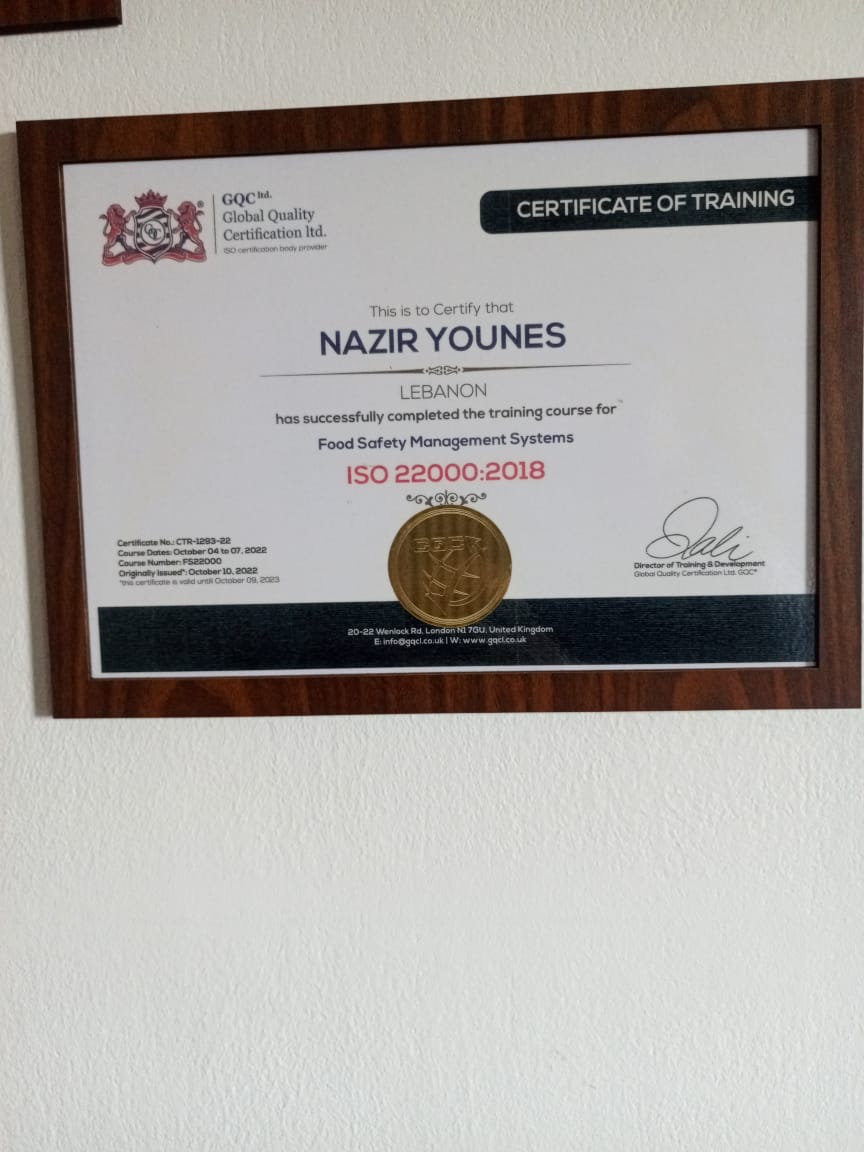 GQC ltd.
Global Quality
Certification ltd.
ISO certification body provider
CERTIFICATE OF TRAINING
This is to Certify that
NAZIR YOUNES
LEBANON
has successfully completed the training course for
Food Safety Management Systems
ISO 22000:2018
Certificate No.: CTR-1293-22
Course Dates: October 04 to 07, 2022
Course Number: FS22000
Originally Issued*: October 10, 2022
*this certificate is valid until October 09, 2023
Director of Training & Development
Global Quality Certification Ltd. GQC®
20-22 Wenlock Rd, London N1 7GU, United Kingdom
E: info@gqcl.co.uk | W: www.gqcl.co.uk